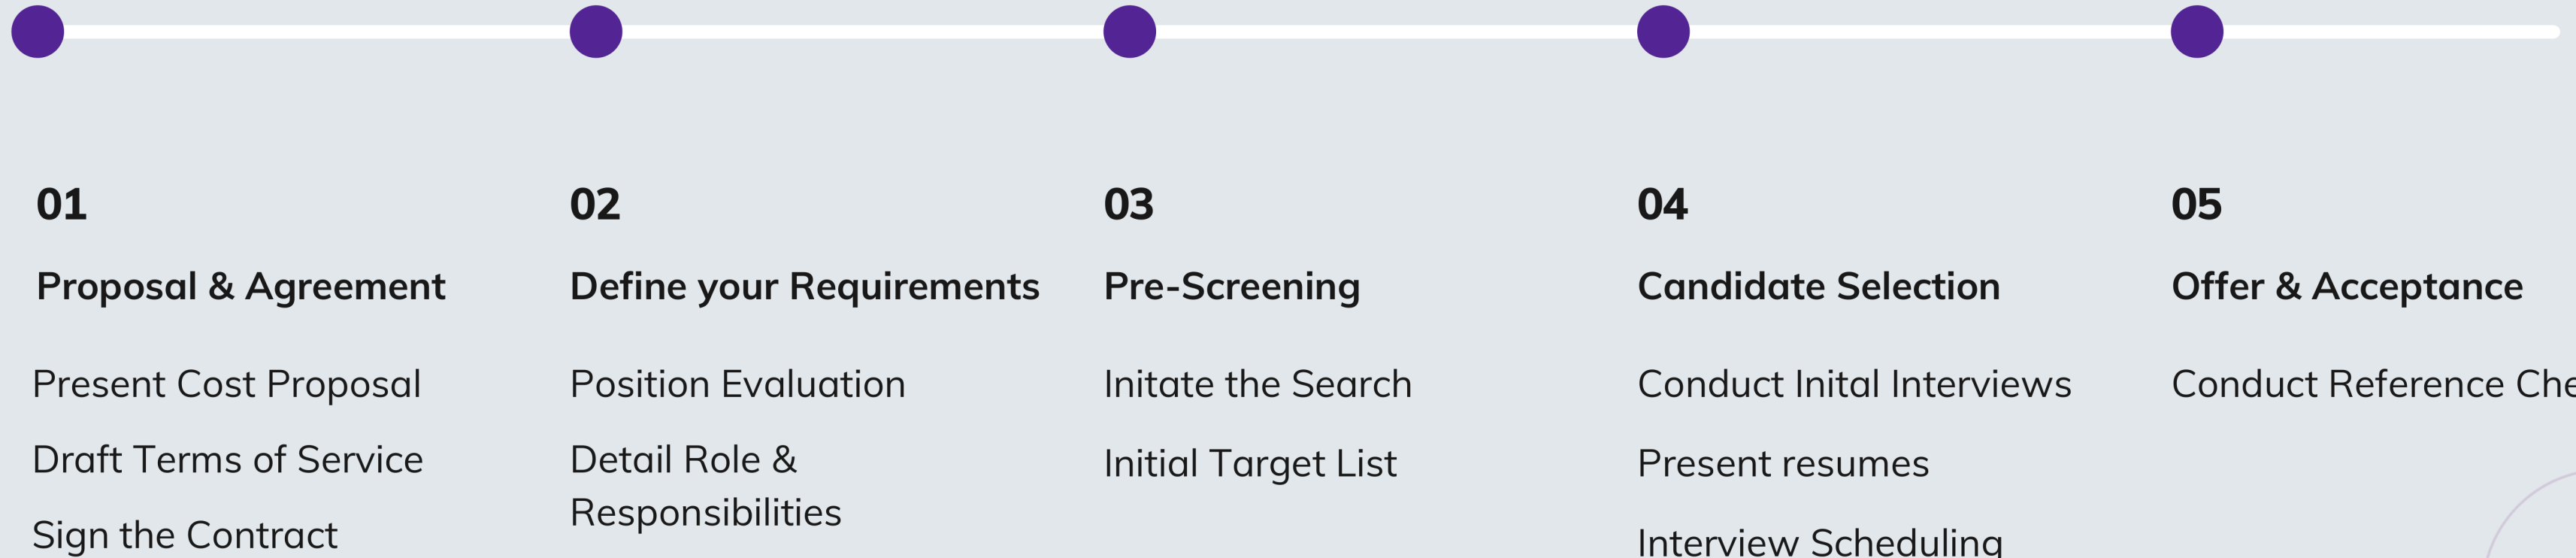 01
Proposal & Agreement
Present Cost Proposal
Draft Terms of Service
Sign the Contract
02
Define your Requirements
Position Evaluation
Detail Role &
Responsibilities
03
Pre-Screening
Initate the Search
Initial Target List
04
Candidate Selection
Conduct Inital Interviews
Present resumes
Interview Scheduling
05
Offer & Acceptance
Conduct Reference